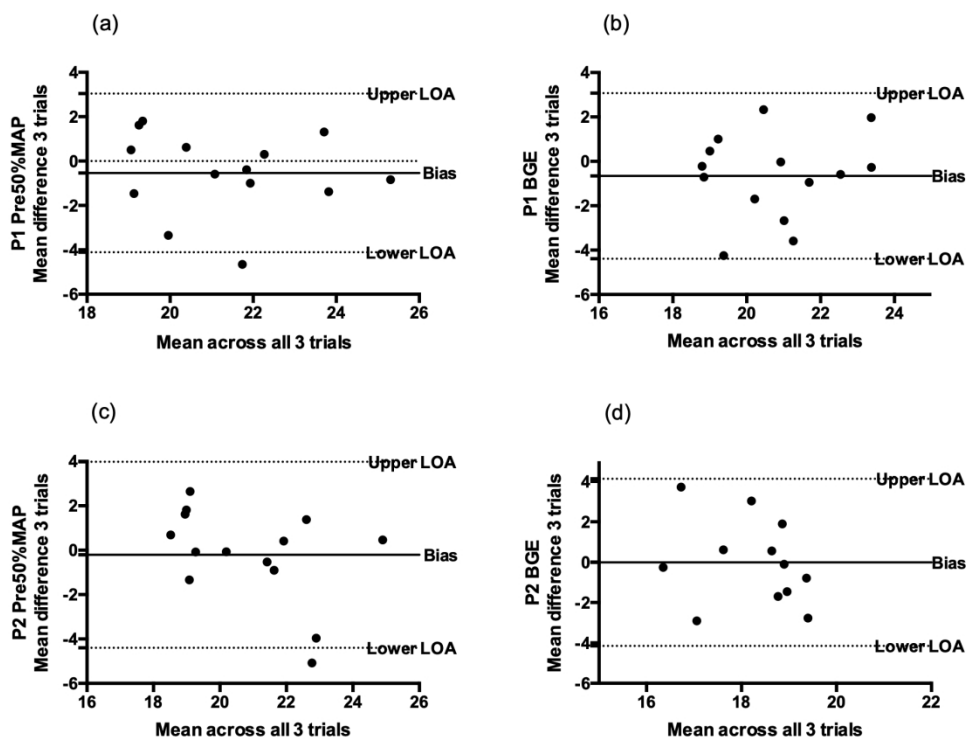 (a)
P1 Pre50%MAP
Mean difference 3 trials
4
2
0
-2
-4
-6
Upper LOA
Bias
Lower LOA
18
20
22
24
26
Mean across all 3 trials
(b)
P1 BGE
Mean difference 3 trials
4
2
0
-2
-4
-6
Upper LOA
Bias
Lower LOA
16
18
20
22
24
Mean across all 3 trials
(c)
P2 Pre50%MAP
Mean difference 3 trials
4
2
0
-2
-4
-6
Upper LOA
Bias
Lower LOA
16
18
20
22
24
26
Mean across all 3 trials
(d)
P2 BGE
Mean difference 3 trials
4
2
0
-2
-4
-6
Upper LOA
Bias
Lower LOA
16
18
20
22
Mean across all 3 trials